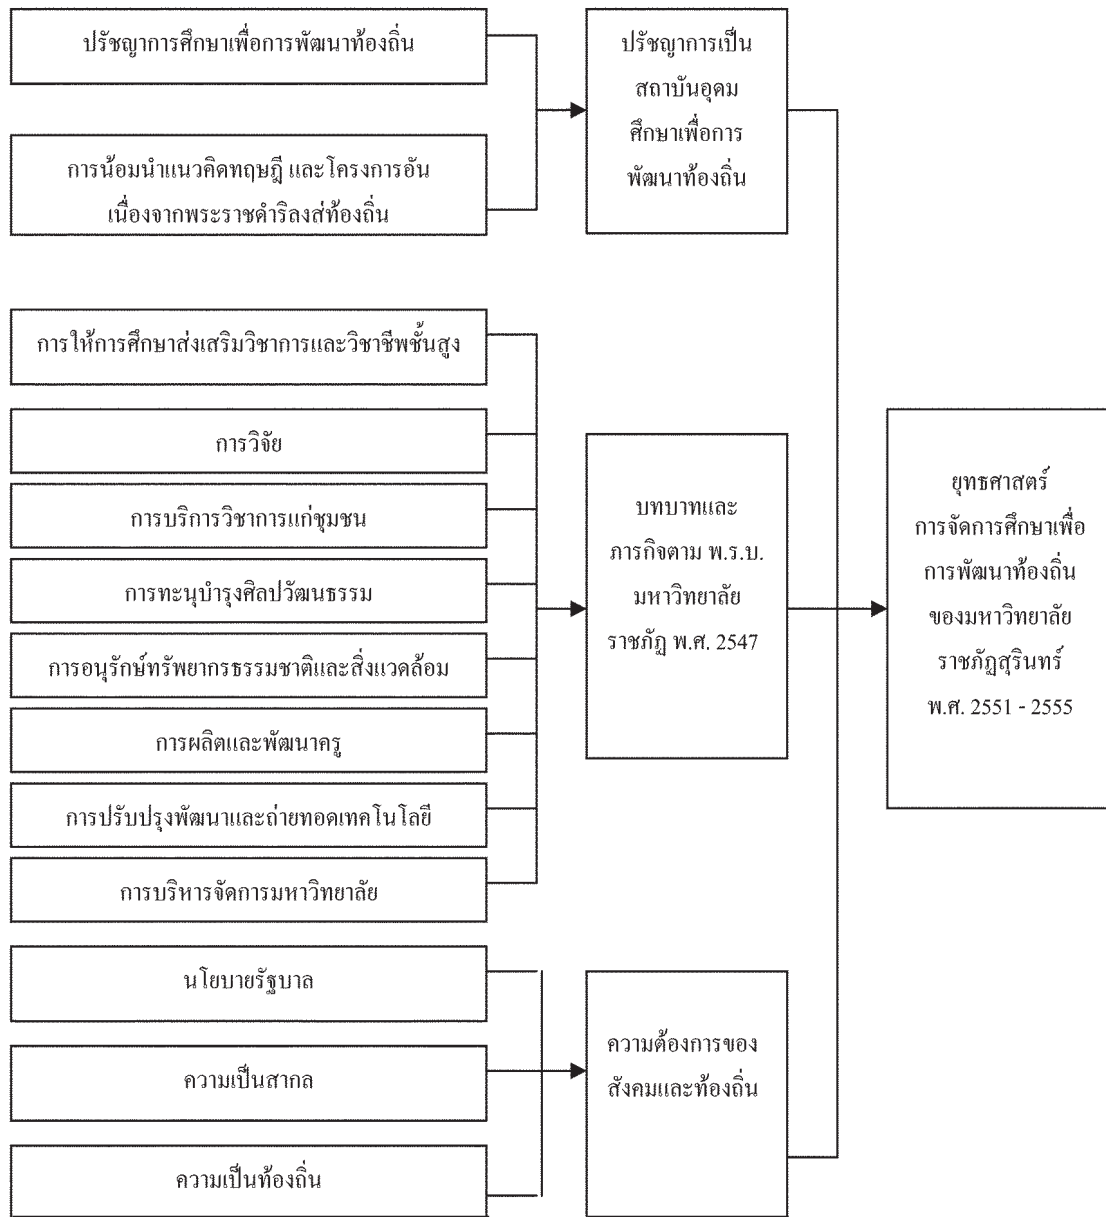 ปรัชญาการศึกษาเพื่อการพัฒนาท้องถิ่น
การน้อมนำแนวคิดทฤษฎี และโครงการอัน
เนื่องจากพระราชดำริลงส่ท้องถิ่น
ปรัชญาการเป็น
สถาบันอุดม
ศึกษาเพื่อการ
พัฒนาท้องถิ่น
การให้การศึกษาส่งเสริมวิชาการและวิชาชีพชั้นสูง
การวิจัย
การบริการวิชาการแก่ชุมชน
การทะนุบำรุงศิลปวัฒนธรรม
การอนุรักษ์ทรัพยากรธรรมชาติและสิ่งแวดล้อม
การผลิตและพัฒนาครู
การปรับปรุงพัฒนาและถ่ายทอดเทคโนโลยี
การบริหารจัดการมหาวิทยาลัย
บทบาทและ
ภารกิจตาม พ.ร.บ.
มหาวิทยาลัย
ราชภัฏ พ.ศ. 2547
นโยบายรัฐบาล
ความเป็นสากล
ความเป็นท้องถิ่น
ความต้องการของ
สังคมและท้องถิ่น
ยุทธศาสตร์
การจัดการศึกษาเพื่อ
การพัฒนาท้องถิ่น
ของมหาวิทยาลัย
ราชภัฏสุรินทร์
พ.ศ. 2551 - 2555